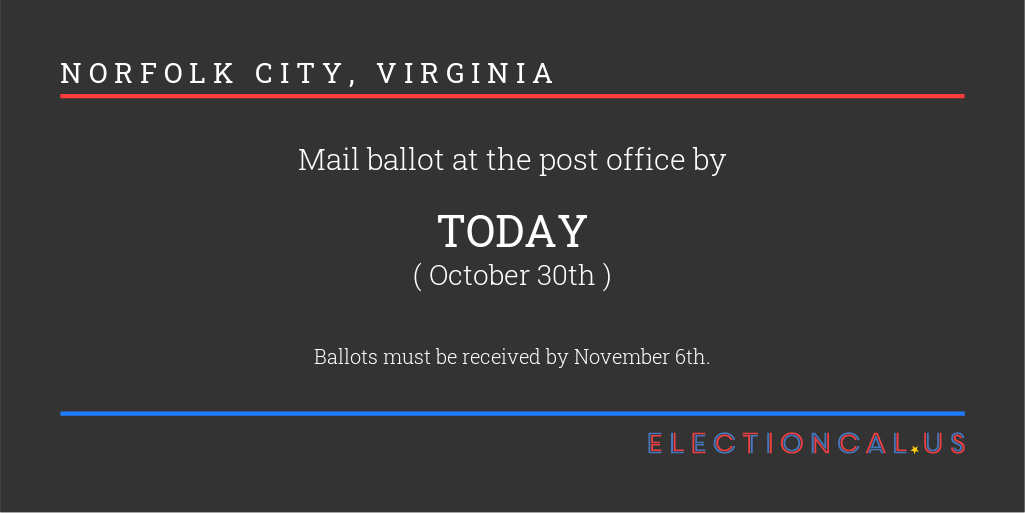 NORFOLK CITY, VIRGINIA
Mail ballot at the post office by
TODAY
( October 30th )
Ballots must be received by November 6th.
ELECTIONCAL.US